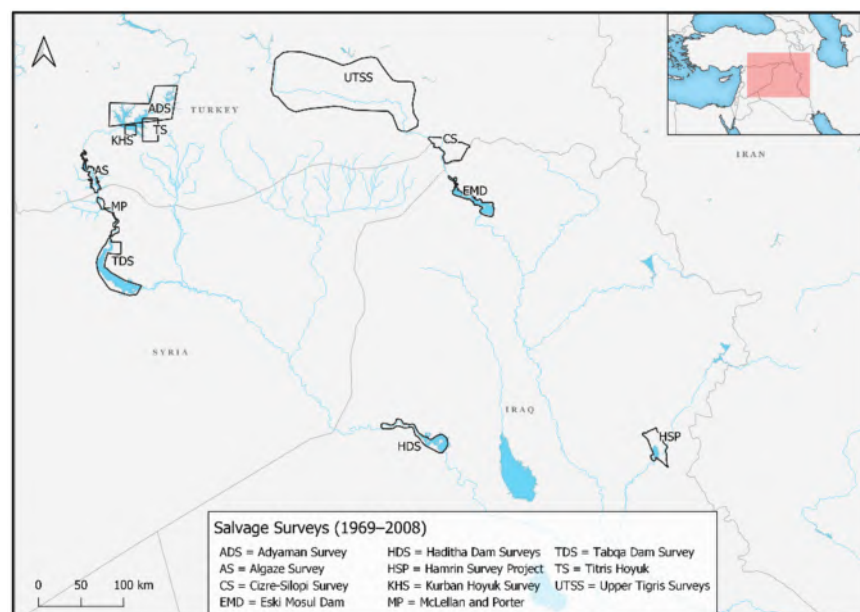 UTSS
ADS
TURKEY
TS
KHS
CS
IRAN
AS
EMD
MP
TDS
SYRIA
IRAQ
HSP
HDS
Salvage Surveys (1969–2008)
ADS = Adyaman Survey HDS = Haditha Dam Surveys TDS = Tabqa Dam Survey
AS = Algaze Survey HSP = Hamrin Survey Project TS = Titris Hoyuk
CS = Cizre-Silopi Survey KHS = Kurban Hoyuk Survey UTSS = Upper Tigris Surveys
EMD = Eski Mosul Dam MP = McLellan and Porter
0 50 100 km